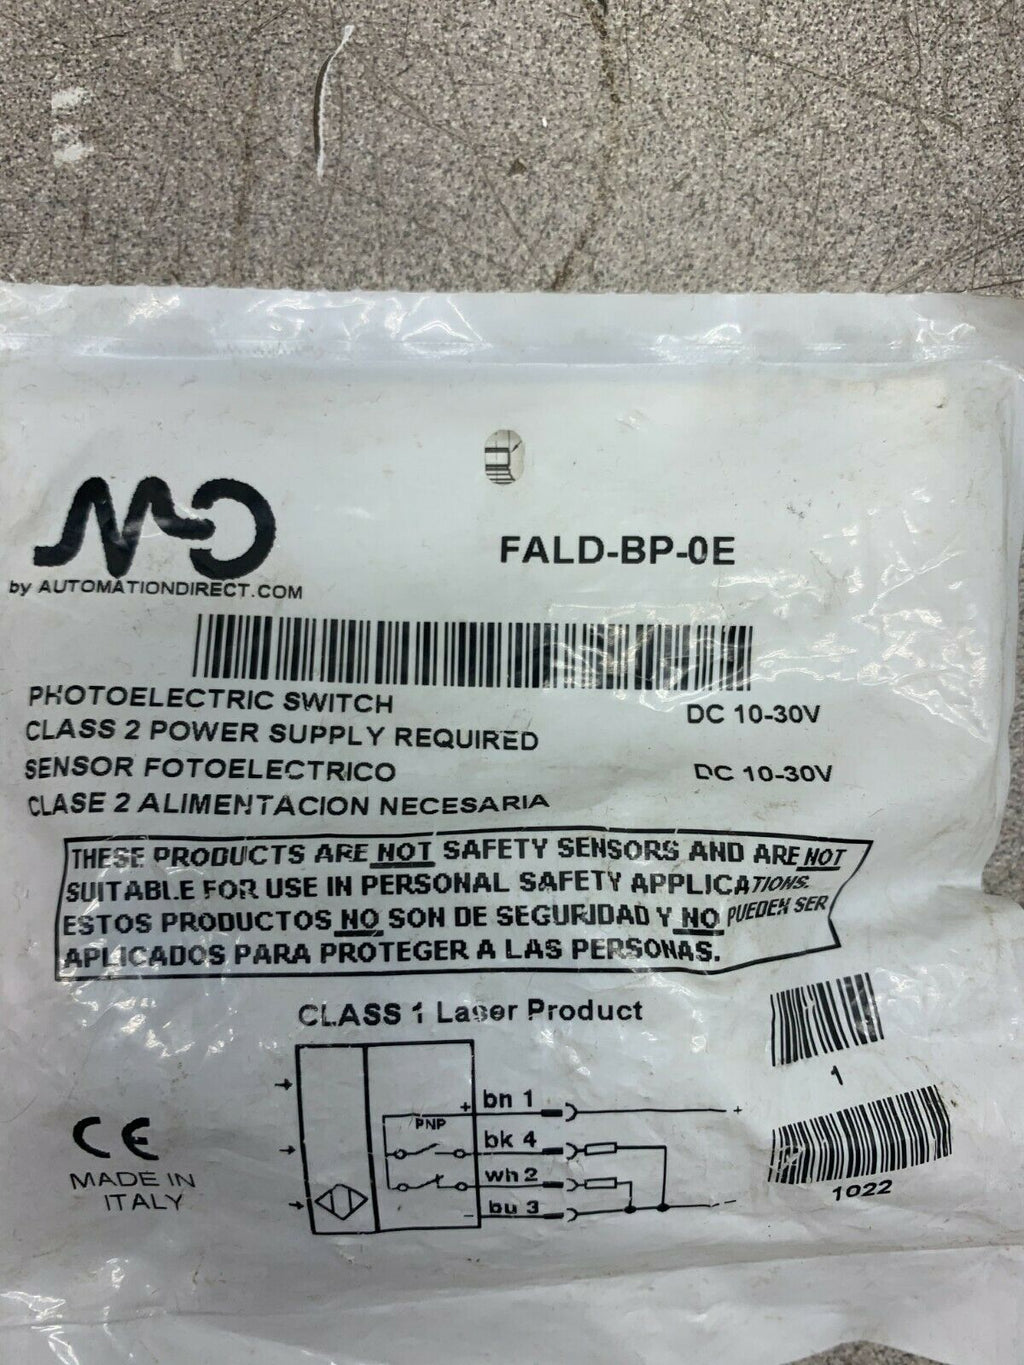 FALD-BP-0E
by AUTOMATIONDIRECT.COM
PHOTOELECTRIC SWITCH DC 10-30V
CLASS 2 POWER SUPPLY REQUIRED
SENSOR FOTOELECTRICO DC 10-30V
CLASE 2 ALIMENTACION NECESARIA
THESE PRODUCTS ARE NOT SAFETY SENSORS AND ARE NOT
SUITABLE FOR USE IN PERSONAL SAFETY APPLICATIONS.
ESTOS PRODUCTOS NO SON DE SEGURIDAD Y NO PUEDEN SER
APLICADOS PARA PROTEGER A LAS PERSONAS.
CLASS 1 Laser Product
+ bn 1 +
PNP
bk 4
wh 2
- bu 3 -
CE
MADE IN
ITALY
1
1022